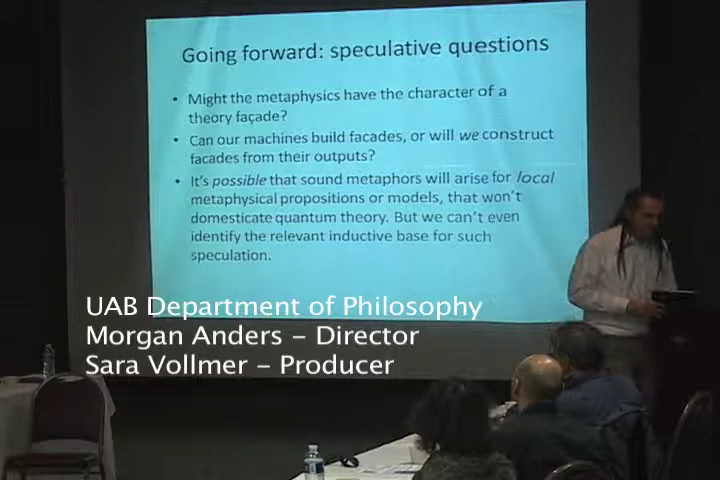 Going forward: speculative questions
• Might the metaphysics have the character of a
theory façade?
• Can our machines build facades, or will we construct
facades from their outputs?
• It's possible that sound metaphors will arise for local
metaphysical propositions or models, that won't
domesticate quantum theory. But we can't even
identify the relevant inductive base for such
speculation.
UAB Department of Philosophy
Morgan Anders – Director
Sara Vollmer – Producer